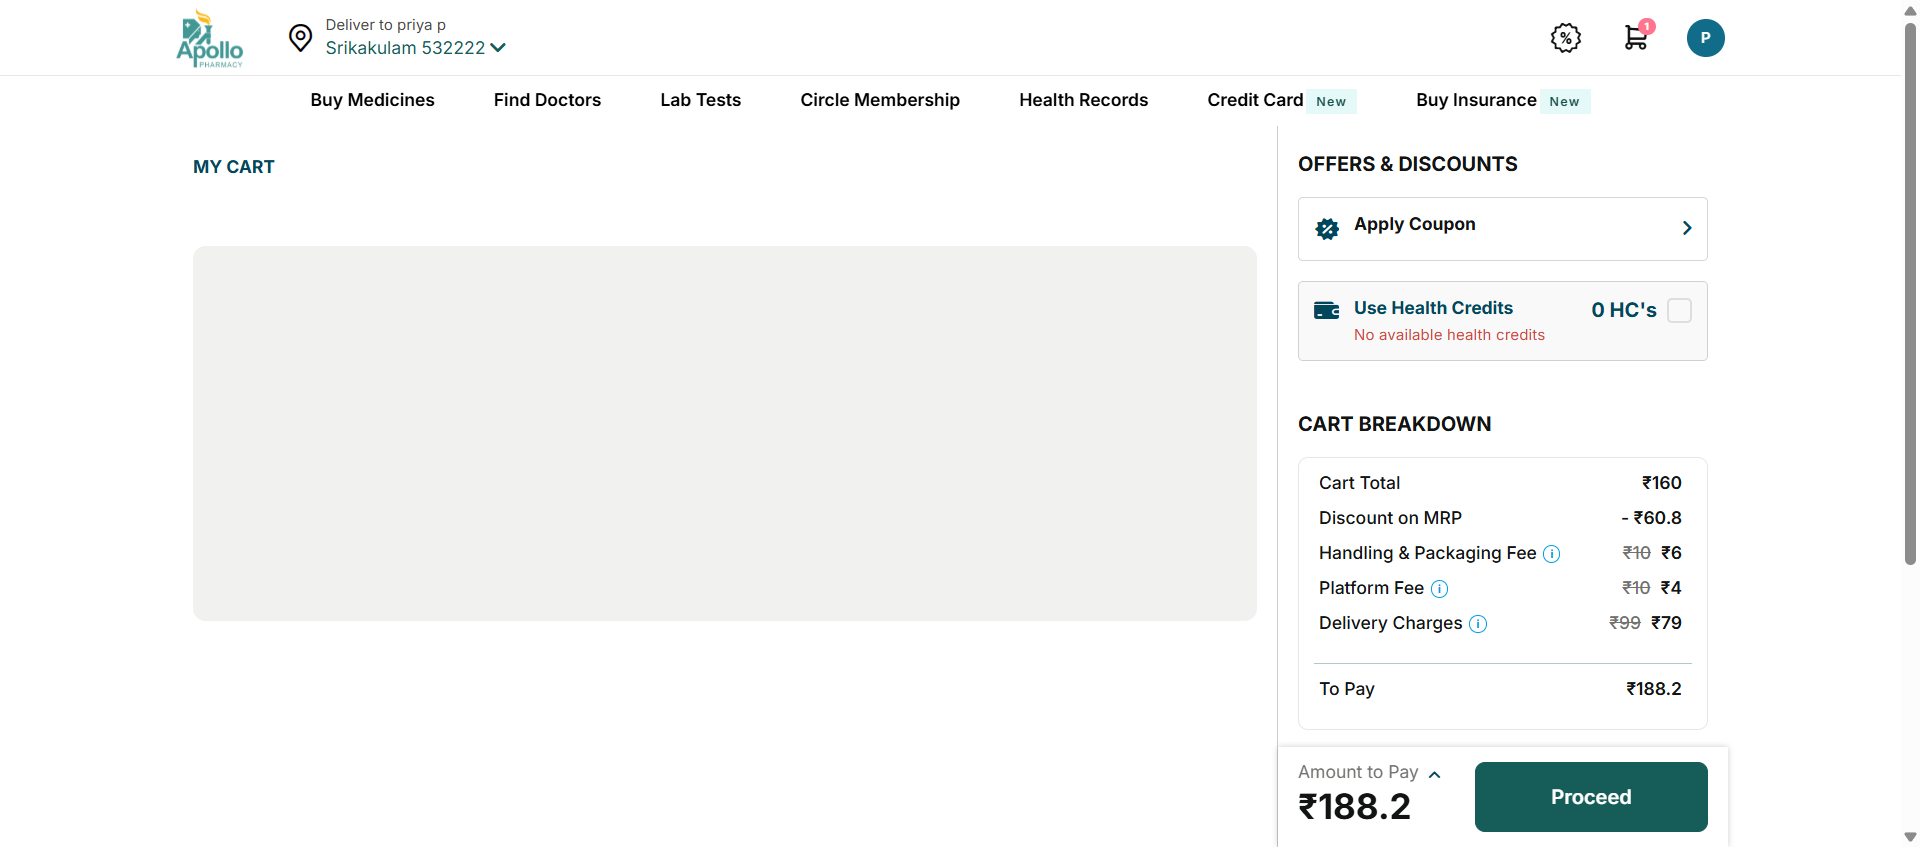 Apollo
PHARMACY
Deliver to priya p
Srikakulam 532222
%
1
P
Buy Medicines
Find Doctors
Lab Tests
Circle Membership
Health Records
Credit Card New
Buy Insurance New
MY CART
OFFERS & DISCOUNTS
Apply Coupon
Use Health Credits 0 HC's
No available health credits
CART BREAKDOWN
Cart Total ₹160
Discount on MRP - ₹60.8
Handling & Packaging Fee i ₹10 ₹6
Platform Fee i ₹10 ₹4
Delivery Charges i ₹99 ₹79
To Pay ₹188.2
Amount to Pay
₹188.2
Proceed